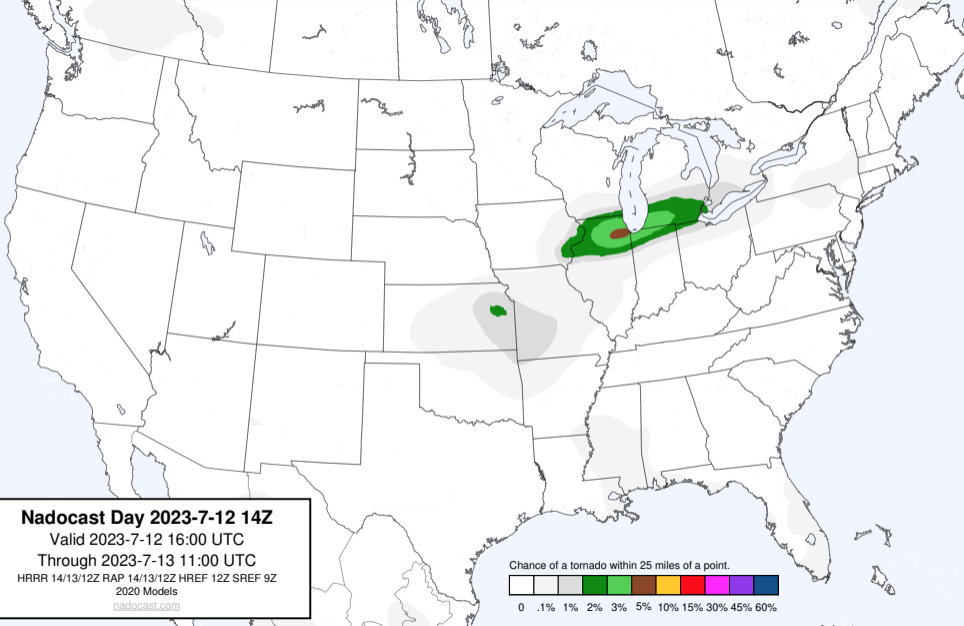 Nadocast Day 2023-7-12 14Z
Valid 2023-7-12 16:00 UTC
Through 2023-7-13 11:00 UTC
HRRR 14/13/12Z RAP 14/13/12Z HREF 12Z SREF 9Z
2020 Models
nadocast.com
Chance of a tornado within 25 miles of a point.
0 .1% 1% 2% 3% 5% 10% 15% 30% 45% 60%